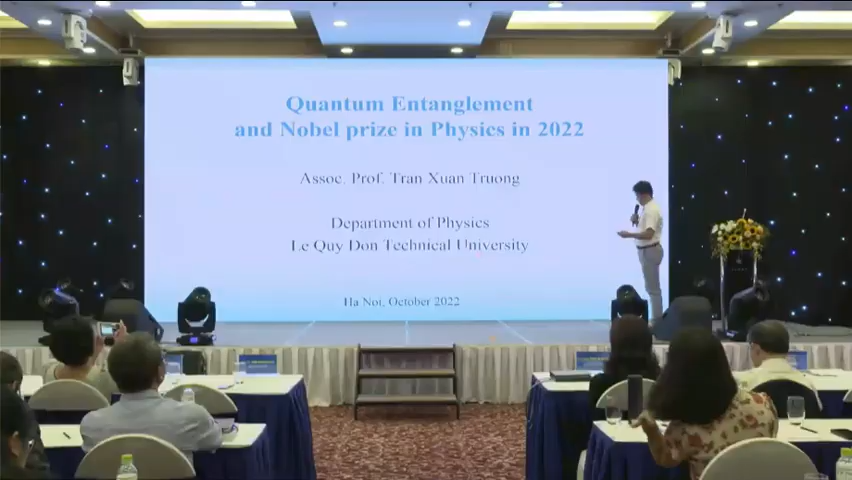 Quantum Entanglement
and Nobel prize in Physics in 2022
Assoc. Prof. Tran Xuan Truong
Department of Physics
Le Quy Don Technical University
Ha Noi, October 2022